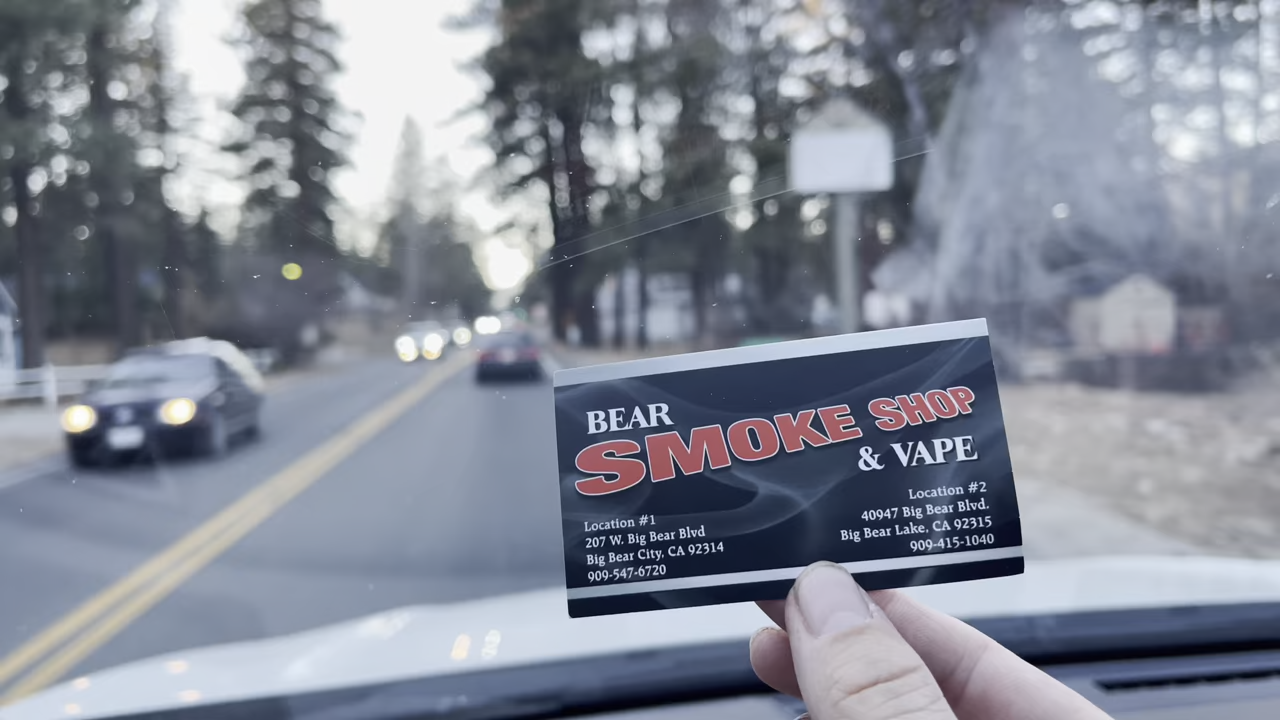 BEAR
SMOKE SHOP
& VAPE
Location #1
207 W. Big Bear Blvd
Big Bear City, CA 92314
909-547-6720
Location #2
40947 Big Bear Blvd.
Big Bear Lake, CA 92315
909-415-1040